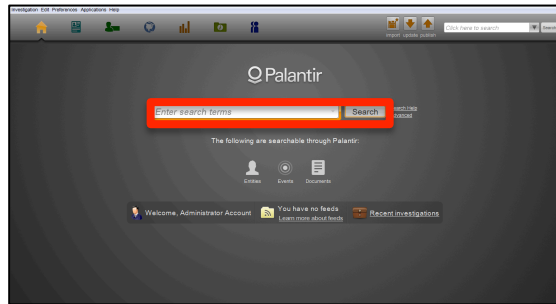 Investigation Edit Preferences Applications Help
import update publish
Click here to search
Search
Palantir
Enter search terms
Search
Search Help
Advanced
The following are searchable through Palantir:
Entities Events Documents
Welcome, Administrator Account
You have no feeds
Learn more about feeds
Recent investigations